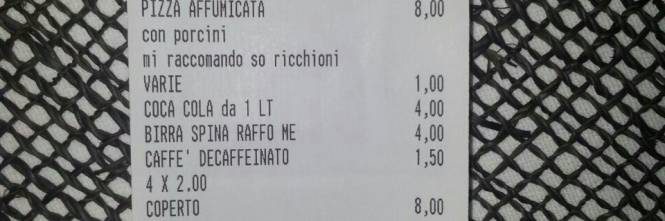 PIZZA AFFUMICATA 8,00
con porcini
mi raccomando so ricchioni
VARIE 1,00
COCA COLA da 1 LT 4,00
BIRRA SPINA RAFFO ME 4,00
CAFFE' DECAFFEINATO 1,50
4 X 2.00
COPERTO 8,00